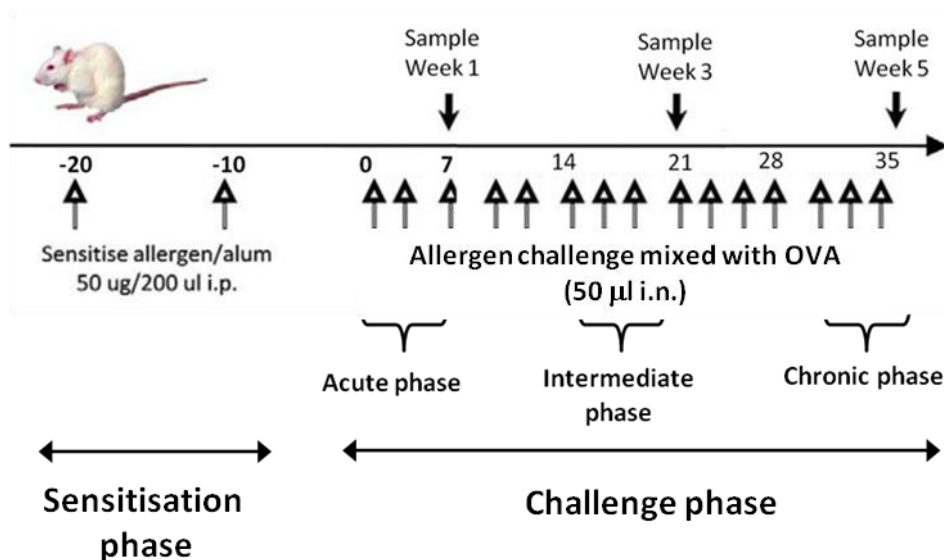 Sample
Week 1
Sample
Week 3
Sample
Week 5
-20 -10 0 7 14 21 28 35
Sensitise allergen/alum
50 ug/200 ul i.p.
Allergen challenge mixed with OVA
(50 µl i.n.)
Acute phase
Intermediate
phase
Chronic phase
Sensitisation
phase
Challenge phase